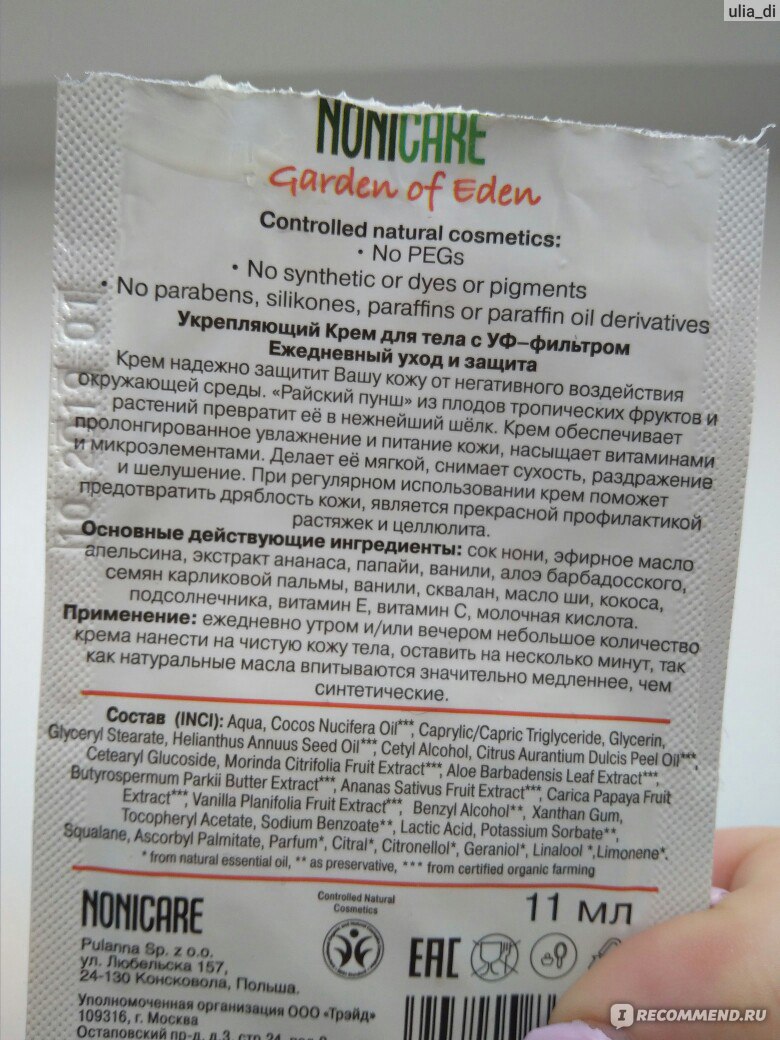 ulia_di
NONICARE
Garden of Eden
Controlled natural cosmetics:
• No PEGs
• No synthetic or dyes or pigments
• No parabens, silikones, paraffins or paraffin oil derivatives
Укрепляющий Крем для тела с УФ–фильтром
Ежедневный уход и защита
Крем надежно защитит Вашу кожу от негативного воздействия
окружающей среды. «Райский пунш» из плодов тропических фруктов и
растений превратит её в нежнейший шёлк. Крем обеспечивает
пролонгированное увлажнение и питание кожи, насыщает витаминами
и микроэлементами. Делает её мягкой, снимает сухость, раздражение
и шелушение. При регулярном использовании крем поможет
предотвратить дряблость кожи, является прекрасной профилактикой
растяжек и целлюлита.
Основные действующие ингредиенты: сок нони, эфирное масло
апельсина, экстракт ананаса, папайи, ванили, алоэ барбадосского,
семян карликовой пальмы, ванили, сквалан, масло ши, кокоса,
подсолнечника, витамин Е, витамин С, молочная кислота.
Применение: ежедневно утром и/или вечером небольшое количество
крема нанести на чистую кожу тела, оставить на несколько минут, так
как натуральные масла впитываются значительно медленнее, чем
синтетические.
Состав (INCI): Aqua, Cocos Nucifera Oil***, Caprylic/Capric Triglyceride, Glycerin,
Glyceryl Stearate, Helianthus Annuus Seed Oil***, Cetyl Alcohol, Citrus Aurantium Dulcis Peel Oil***,
Cetearyl Glucoside, Morinda Citrifolia Fruit Extract***, Aloe Barbadensis Leaf Extract***,
Butyrospermum Parkii Butter Extract***, Ananas Sativus Fruit Extract***, Carica Papaya Fruit
Extract***, Vanilla Planifolia Fruit Extract***, Benzyl Alcohol**, Xanthan Gum,
Tocopheryl Acetate, Sodium Benzoate**, Lactic Acid, Potassium Sorbate**,
Squalane, Ascorbyl Palmitate, Parfum*, Citral*, Citronellol*, Geraniol*, Linalool *,Limonene*.
* from natural essential oil, ** as preservative, *** from certified organic farming
NONICARE
Controlled Natural
Cosmetics
11 мл
Pulanna Sp. z o.o.
ул. Любельска 157,
24-130 Консковола, Польша.
EAC
Уполномоченная организация ООО «Трэйд»
109316, г. Москва
Остаповский пр-д, д.3, стр 24,
IRECOMMEND.RU